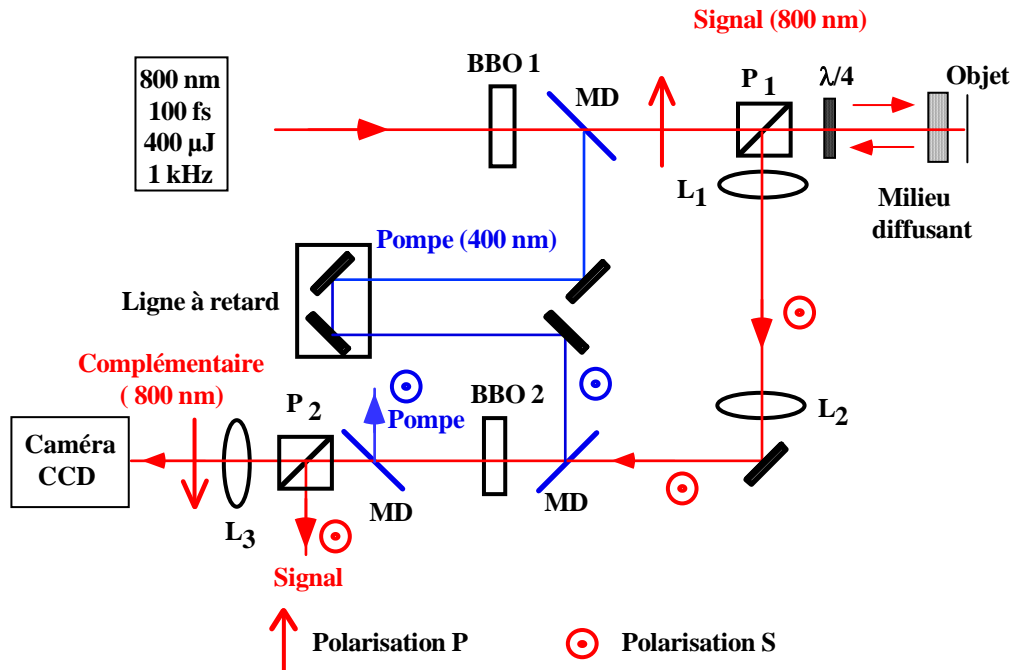 Signal (800 nm)
800 nm
100 fs
400 µJ
1 kHz
BBO 1
MD
P 1
λ/4
Objet
L1
Milieu
diffusant
Pompe (400 nm)
Ligne à retard
Complémentaire
( 800 nm)
P 2
Pompe
BBO 2
L2
Caméra
CCD
L3
MD
MD
Signal
Polarisation P
Polarisation S